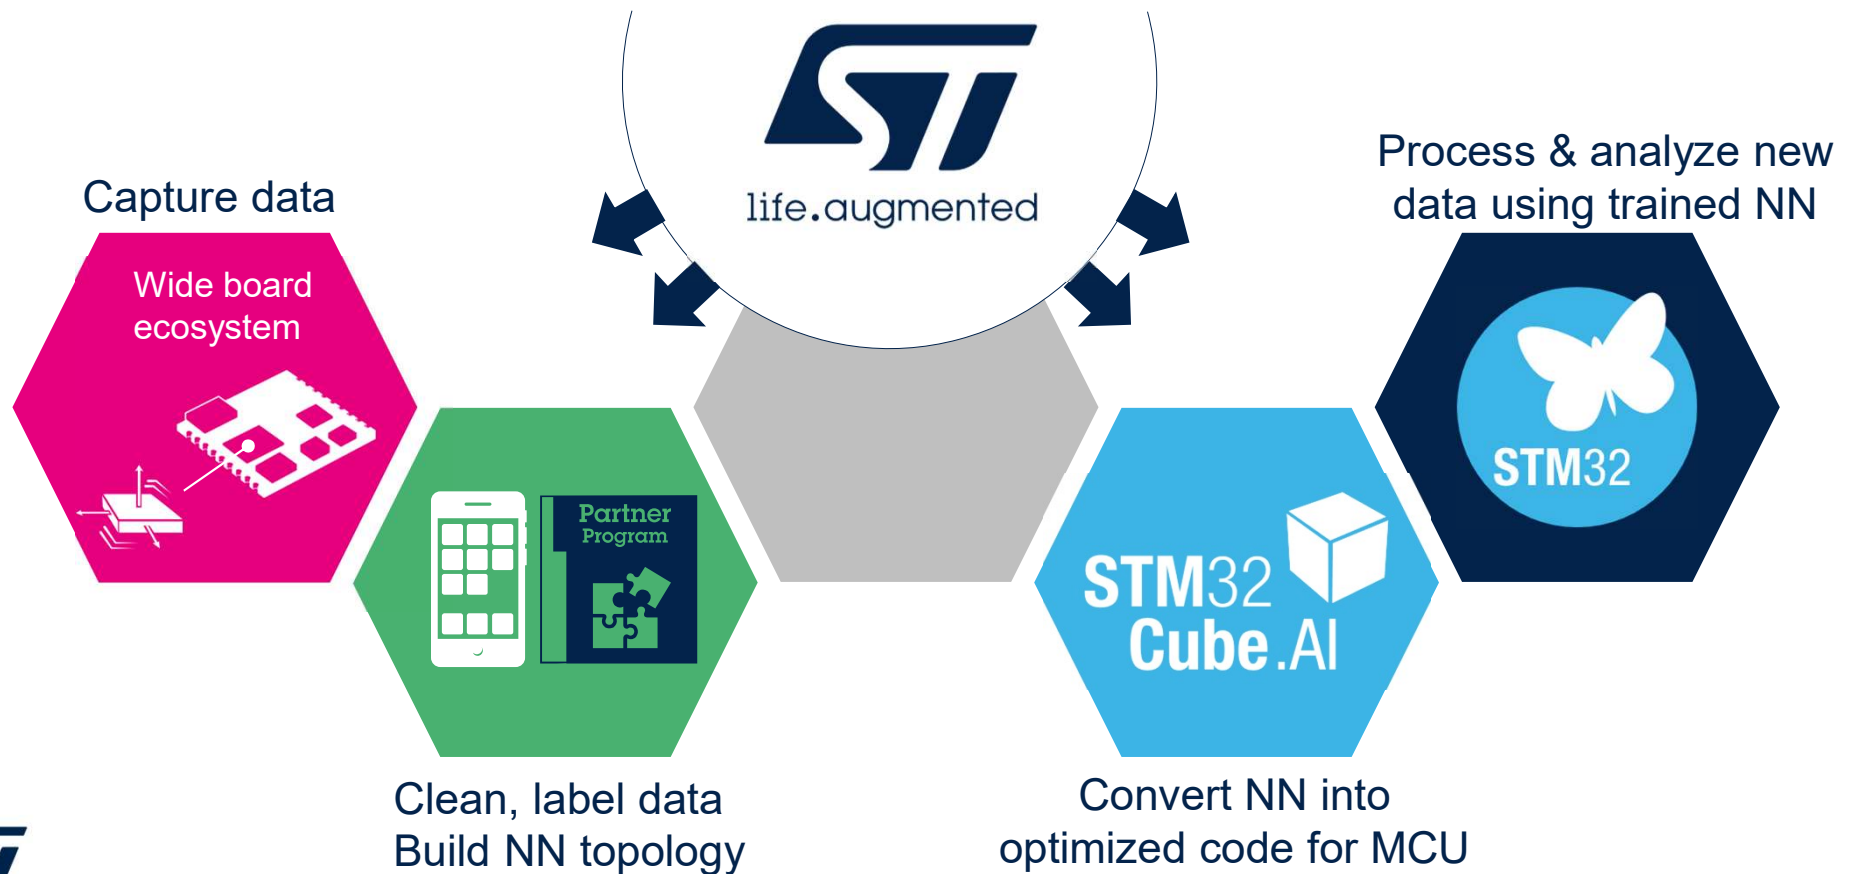 ST
life.augmented
Process & analyze new
data using trained NN
Capture data
Wide board
ecosystem
Partner
Program
STM32
Cube.AI
STM32
Clean, label data
Build NN topology
Convert NN into
optimized code for MCU